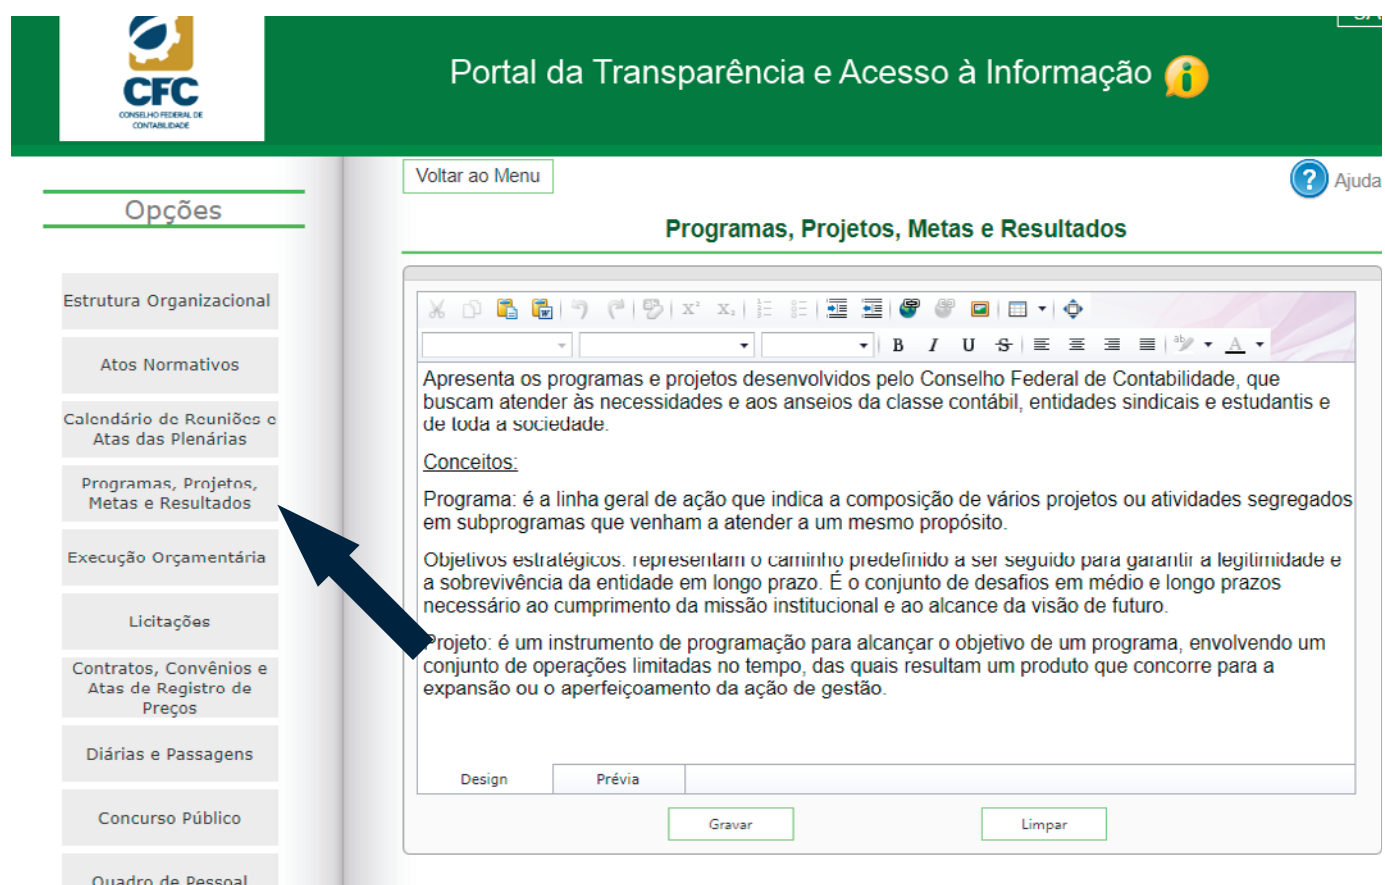 CFC
CONSELHO FEDERAL DE
CONTABILIDADE
Portal da Transparência e Acesso à Informação
Voltar ao Menu
Ajuda
Opções
Programas, Projetos, Metas e Resultados
Estrutura Organizacional
Atos Normativos
Calendário de Reuniões e
Atas das Plenárias
Programas, Projetos,
Metas e Resultados
Execução Orçamentária
Licitações
Contratos, Convênios e
Atas de Registro de
Preços
Diárias e Passagens
Concurso Público
Quadro de Pessoal
Apresenta os programas e projetos desenvolvidos pelo Conselho Federal de Contabilidade, que
buscam atender às necessidades e aos anseios da classe contábil, entidades sindicais e estudantis e
de toda a sociedade.
Conceitos:
Programa: é a linha geral de ação que indica a composição de vários projetos ou atividades segregados
em subprogramas que venham a atender a um mesmo propósito.
Objetivos estratégicos: representam o caminho predefinido a ser seguido para garantir a legitimidade e
a sobrevivência da entidade em longo prazo. É o conjunto de desafios em médio e longo prazos
necessário ao cumprimento da missão institucional e ao alcance da visão de futuro.
Projeto: é um instrumento de programação para alcançar o objetivo de um programa, envolvendo um
conjunto de operações limitadas no tempo, das quais resultam um produto que concorre para a
expansão ou o aperfeiçoamento da ação de gestão.
Design
Prévia
Gravar
Limpar